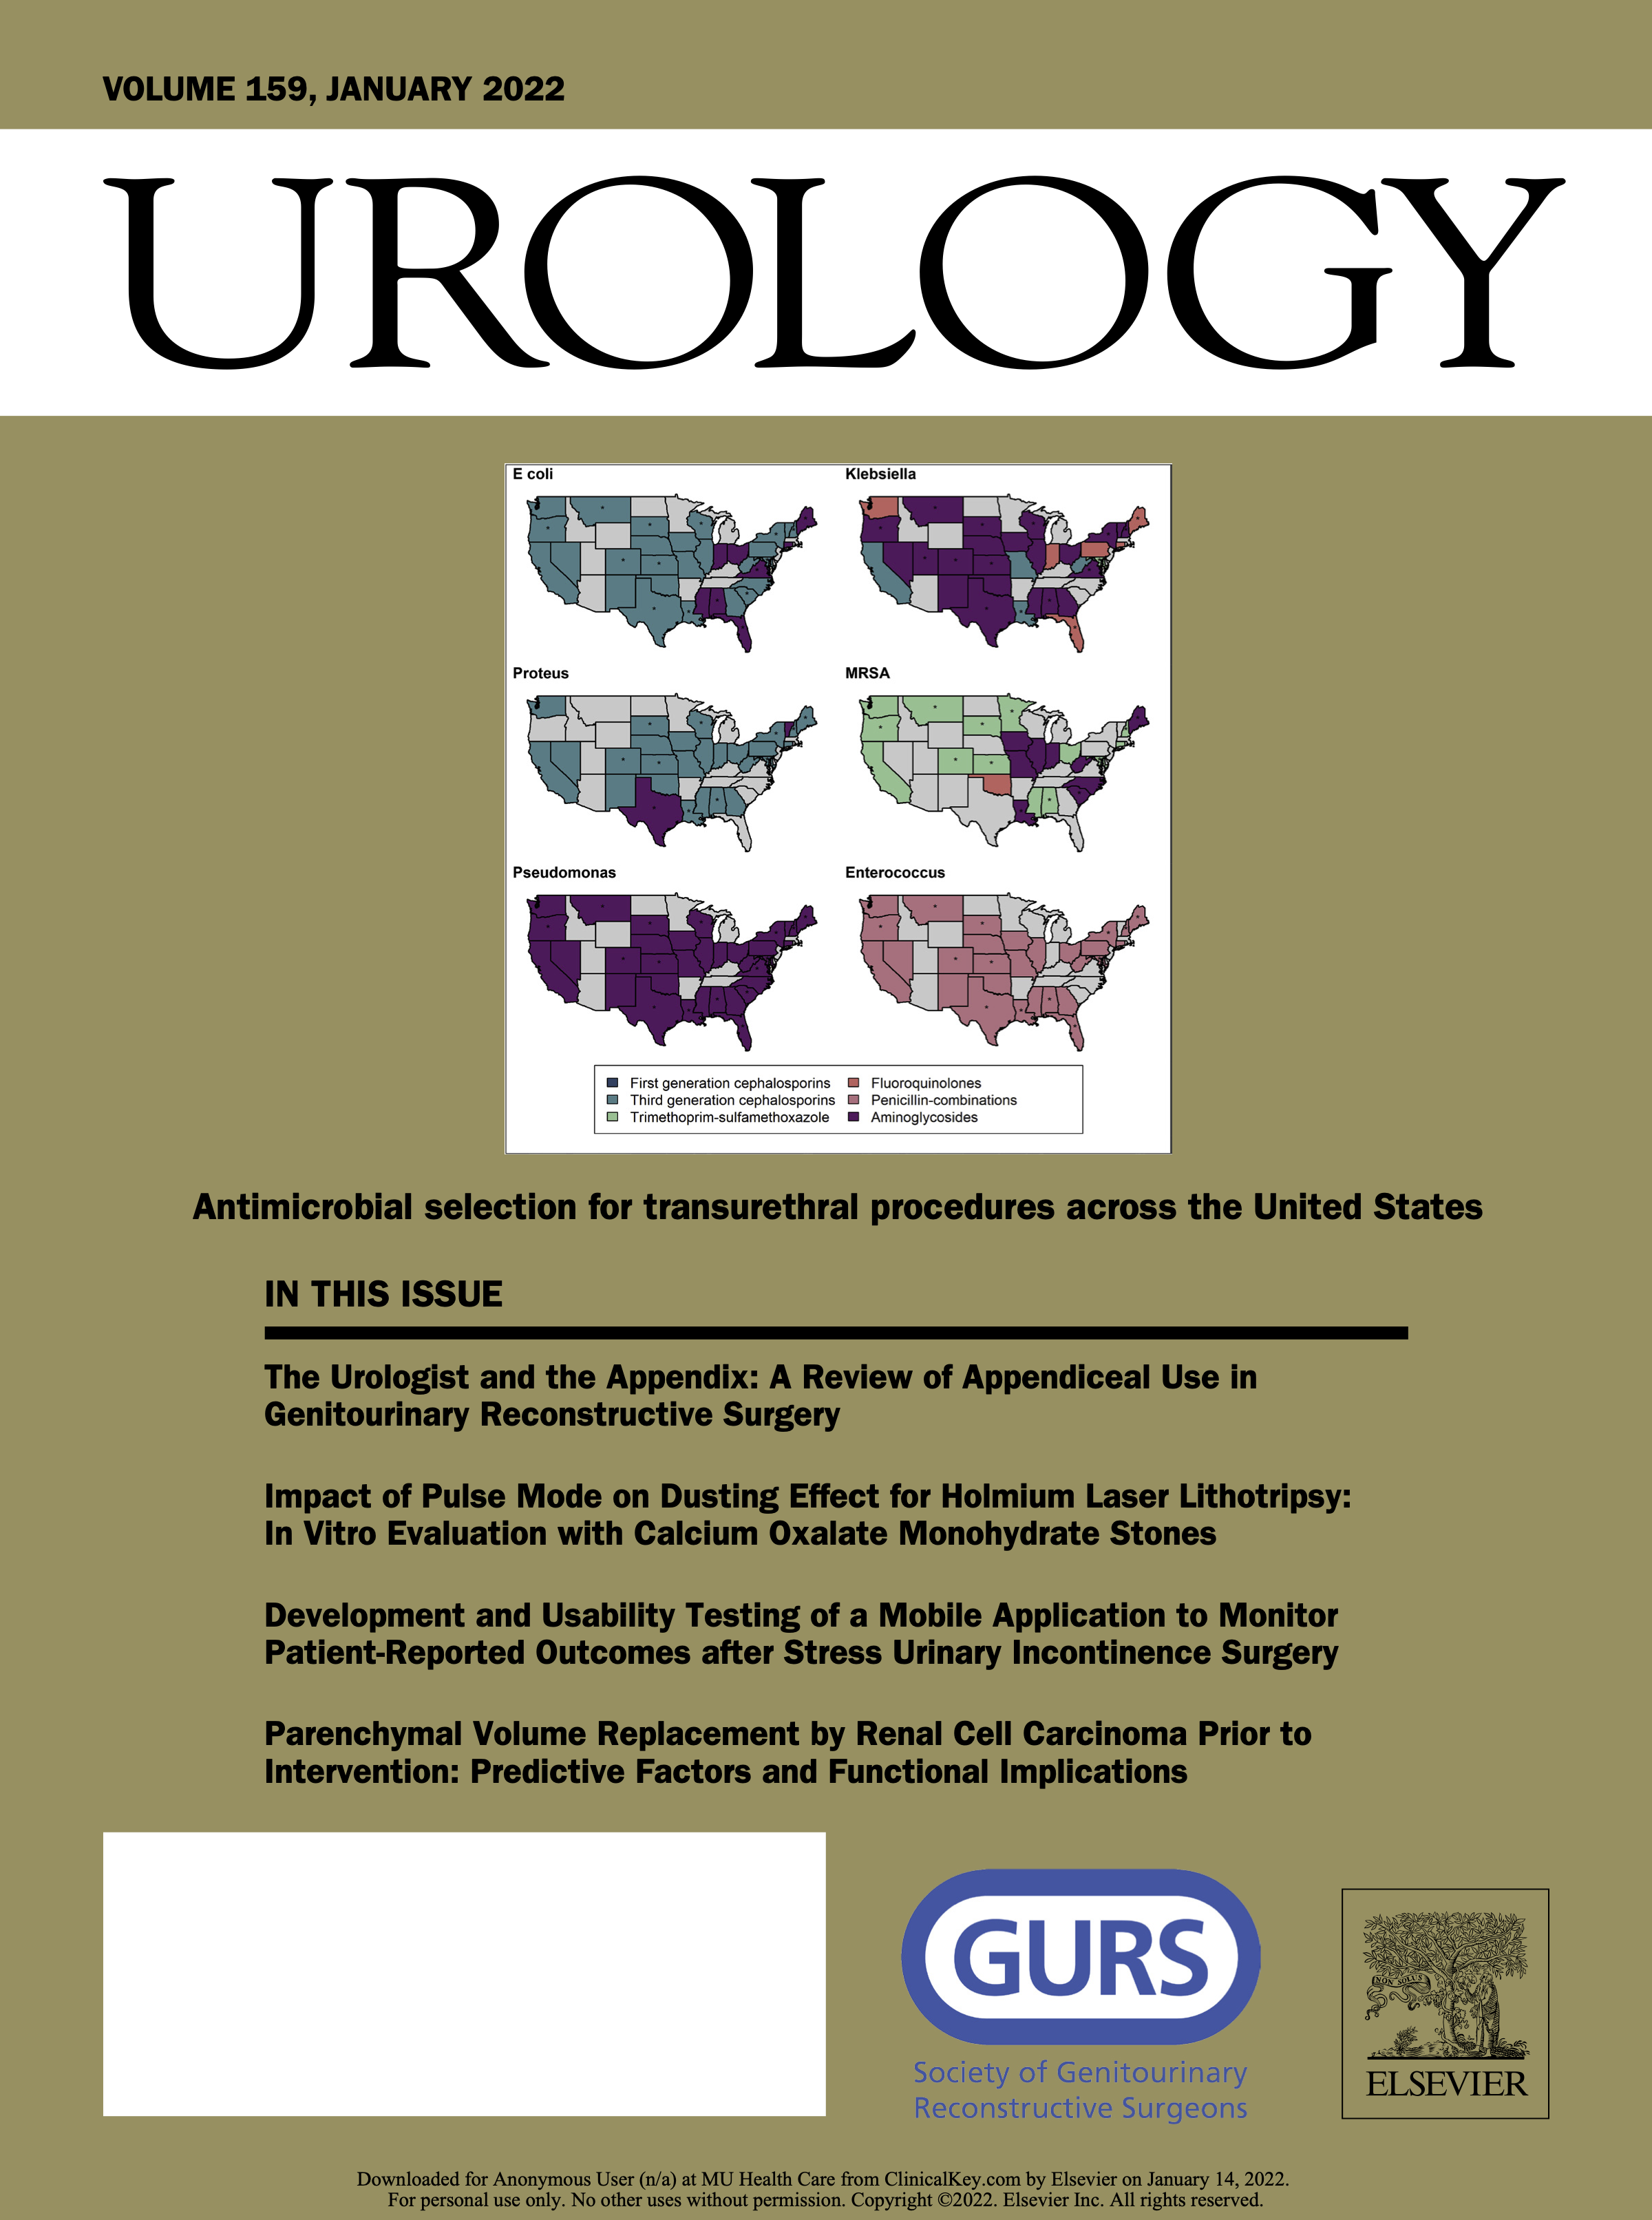 VOLUME 159, JANUARY 2022
UROLOGY
E coli
Klebsiella
Proteus
MRSA
Pseudomonas
Enterococcus
First generation cephalosporins
Third generation cephalosporins
Trimethoprim-sulfamethoxazole
Fluoroquinolones
Penicillin-combinations
Aminoglycosides
Antimicrobial selection for transurethral procedures across the United States
IN THIS ISSUE
The Urologist and the Appendix: A Review of Appendiceal Use in
Genitourinary Reconstructive Surgery
Impact of Pulse Mode on Dusting Effect for Holmium Laser Lithotripsy:
In Vitro Evaluation with Calcium Oxalate Monohydrate Stones
Development and Usability Testing of a Mobile Application to Monitor
Patient-Reported Outcomes after Stress Urinary Incontinence Surgery
Parenchymal Volume Replacement by Renal Cell Carcinoma Prior to
Intervention: Predictive Factors and Functional Implications
GURS
Society of Genitourinary
Reconstructive Surgeons
NON SOLUS
ELSEVIER
Downloaded for Anonymous User (n/a) at MU Health Care from ClinicalKey.com by Elsevier on January 14, 2022.
For personal use only. No other uses without permission. Copyright ©2022. Elsevier Inc. All rights reserved.